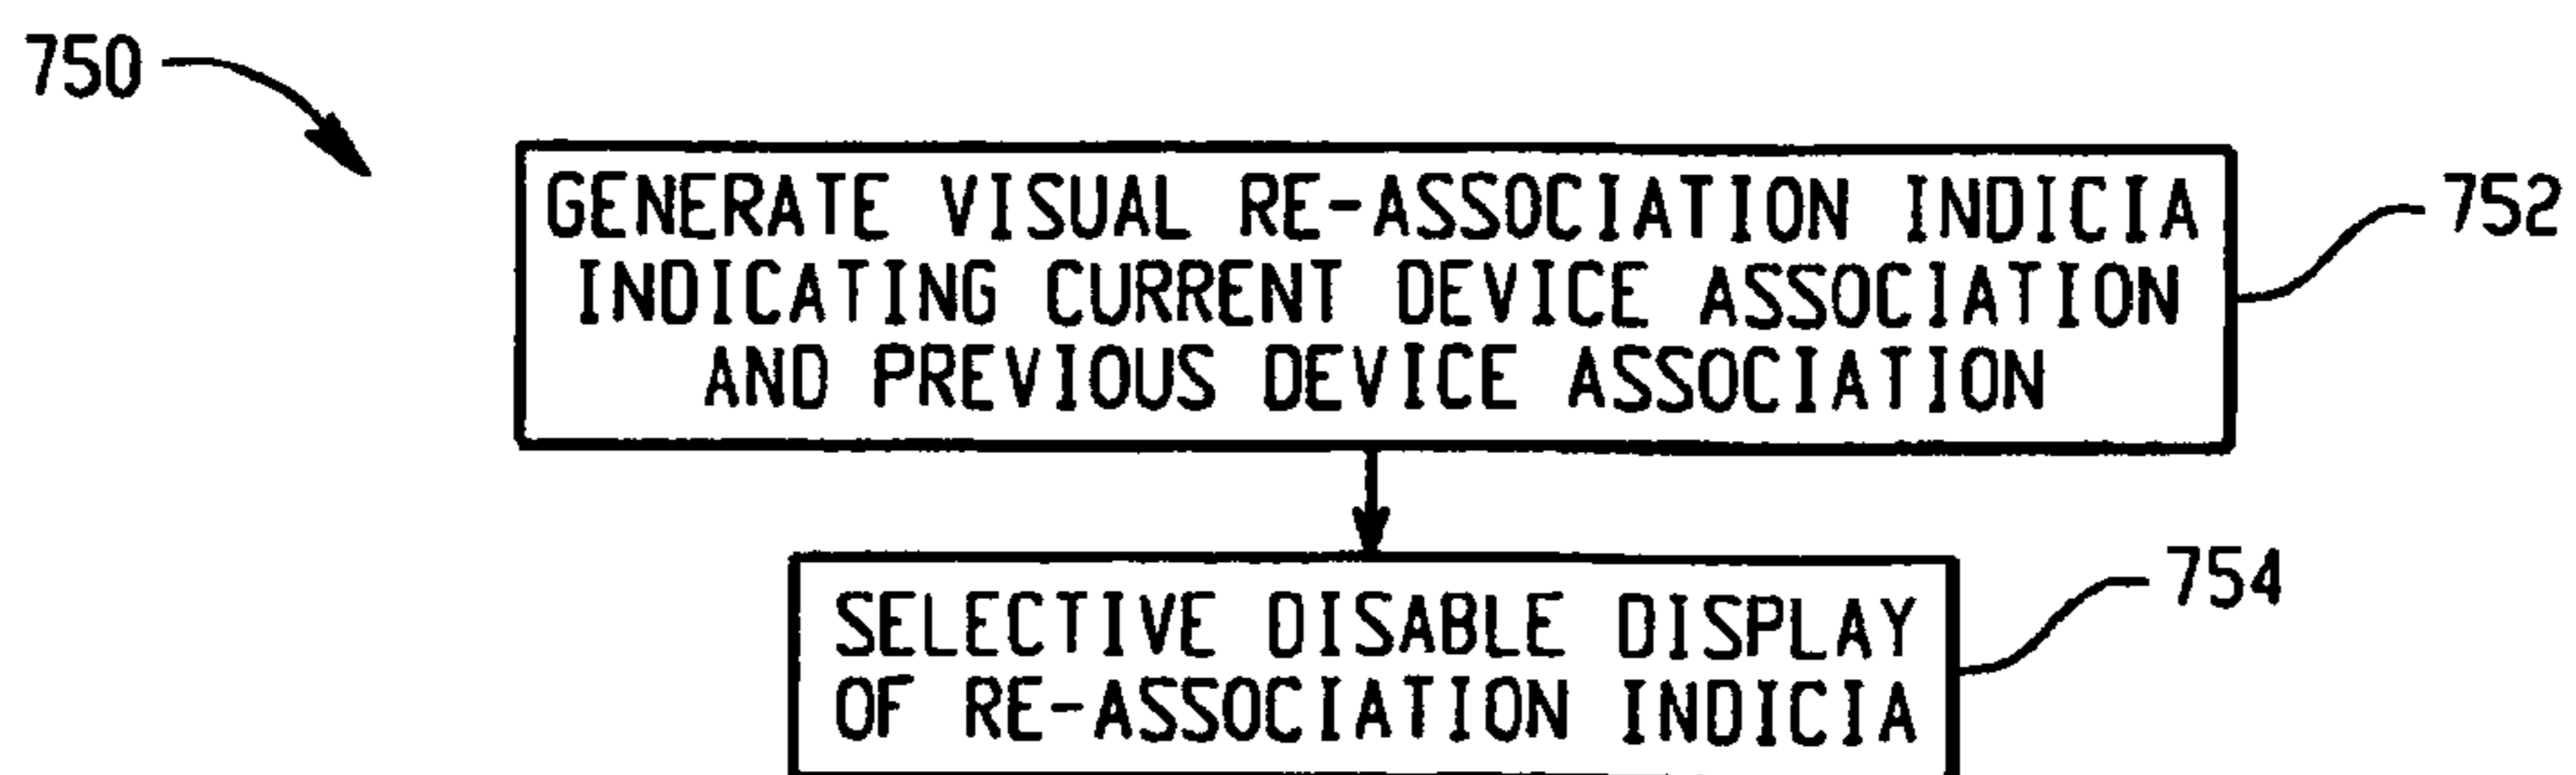 750
GENERATE VISUAL RE-ASSOCIATION INDICIA
INDICATING CURRENT DEVICE ASSOCIATION
AND PREVIOUS DEVICE ASSOCIATION
752
SELECTIVE DISABLE DISPLAY
OF RE-ASSOCIATION INDICIA
754